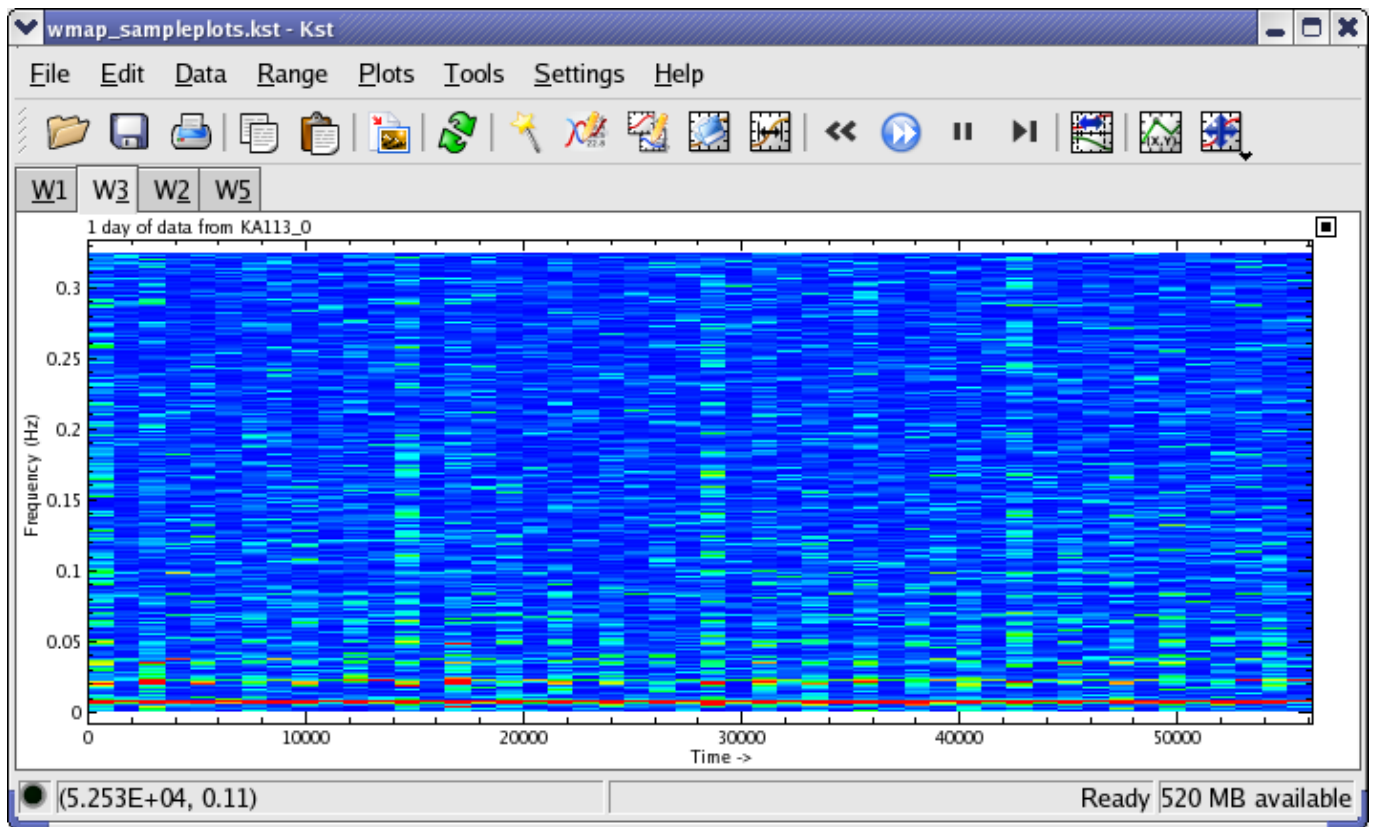 wmap_sampleplots.kst - Kst
File Edit Data Range Plots Tools Settings Help
22.8
(X,Y)
W1 W3 W2 W5
1 day of data from KA113_0
0.3
0.25
0.2
0.15
0.1
0.05
0
Frequency (Hz)
0 10000 20000 30000 40000 50000
Time ->
(5.253E+04, 0.11) Ready 520 MB available